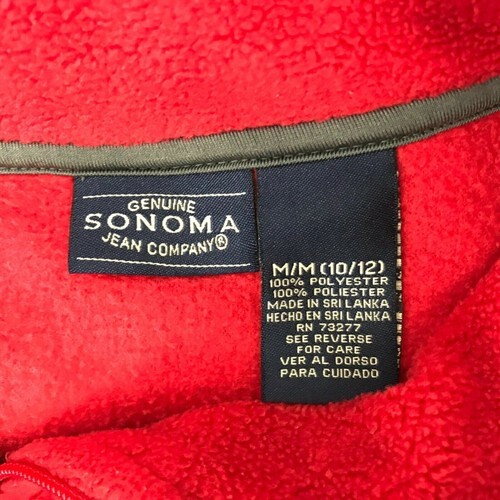 GENUINE
SONOMA
JEAN COMPANY®
M/M (10/12)
100% POLYESTER
100% POLIESTER
MADE IN SRI LANKA
HECHO EN SRI LANKA
RN 73277
SEE REVERSE
FOR CARE
VER AL DORSO
PARA CUIDADO